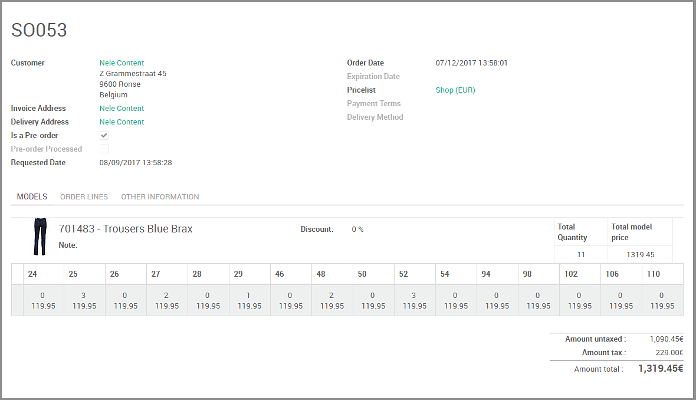 SO053
Customer Nele Content
Z Grammestraat 45
9600 Ronse
Belgium
Invoice Address Nele Content
Delivery Address Nele Content
Is a Pre-order
Pre-order Processed
Requested Date 08/09/2017 13:58:28
Order Date 07/12/2017 13:58:01
Expiration Date
Pricelist Shop (EUR)
Payment Terms
Delivery Method
MODELS ORDER LINES OTHER INFORMATION
701483 - Trousers Blue Brax
Note:
Discount: 0 %
Total Quantity Total model price
11 1319.45
24 25 26 27 28 29 46 48 50 52 54 94 98 102 106 110
0 3 0 2 0 1 0 2 0 3 0 0 0 0 0 0
119.95 119.95 119.95 119.95 119.95 119.95 119.95 119.95 119.95 119.95 119.95 119.95 119.95 119.95 119.95 119.95
Amount untaxed : 1,090.45€
Amount tax : 229.00€
Amount total : 1,319.45€